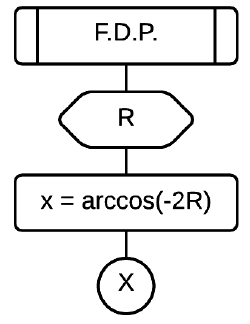 F.D.P.
R
x = arccos(-2R)
X